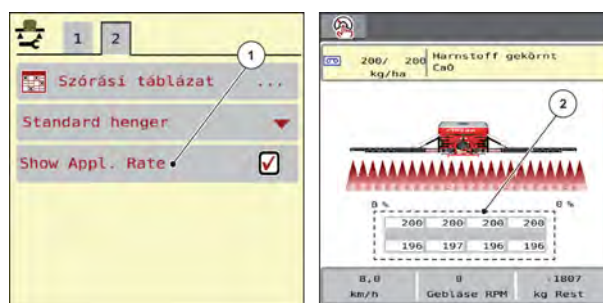 1 2
1
Szórási táblázat ...
Standard henger
Show Appl. Rate
200/ 200 Harnstoff gekörnt
kg/ha CaO
2
0 % 0 %
200 200 200 200
196 197 196 196
8,0 0 -1807
km/h Gebläse RPM kg Rest